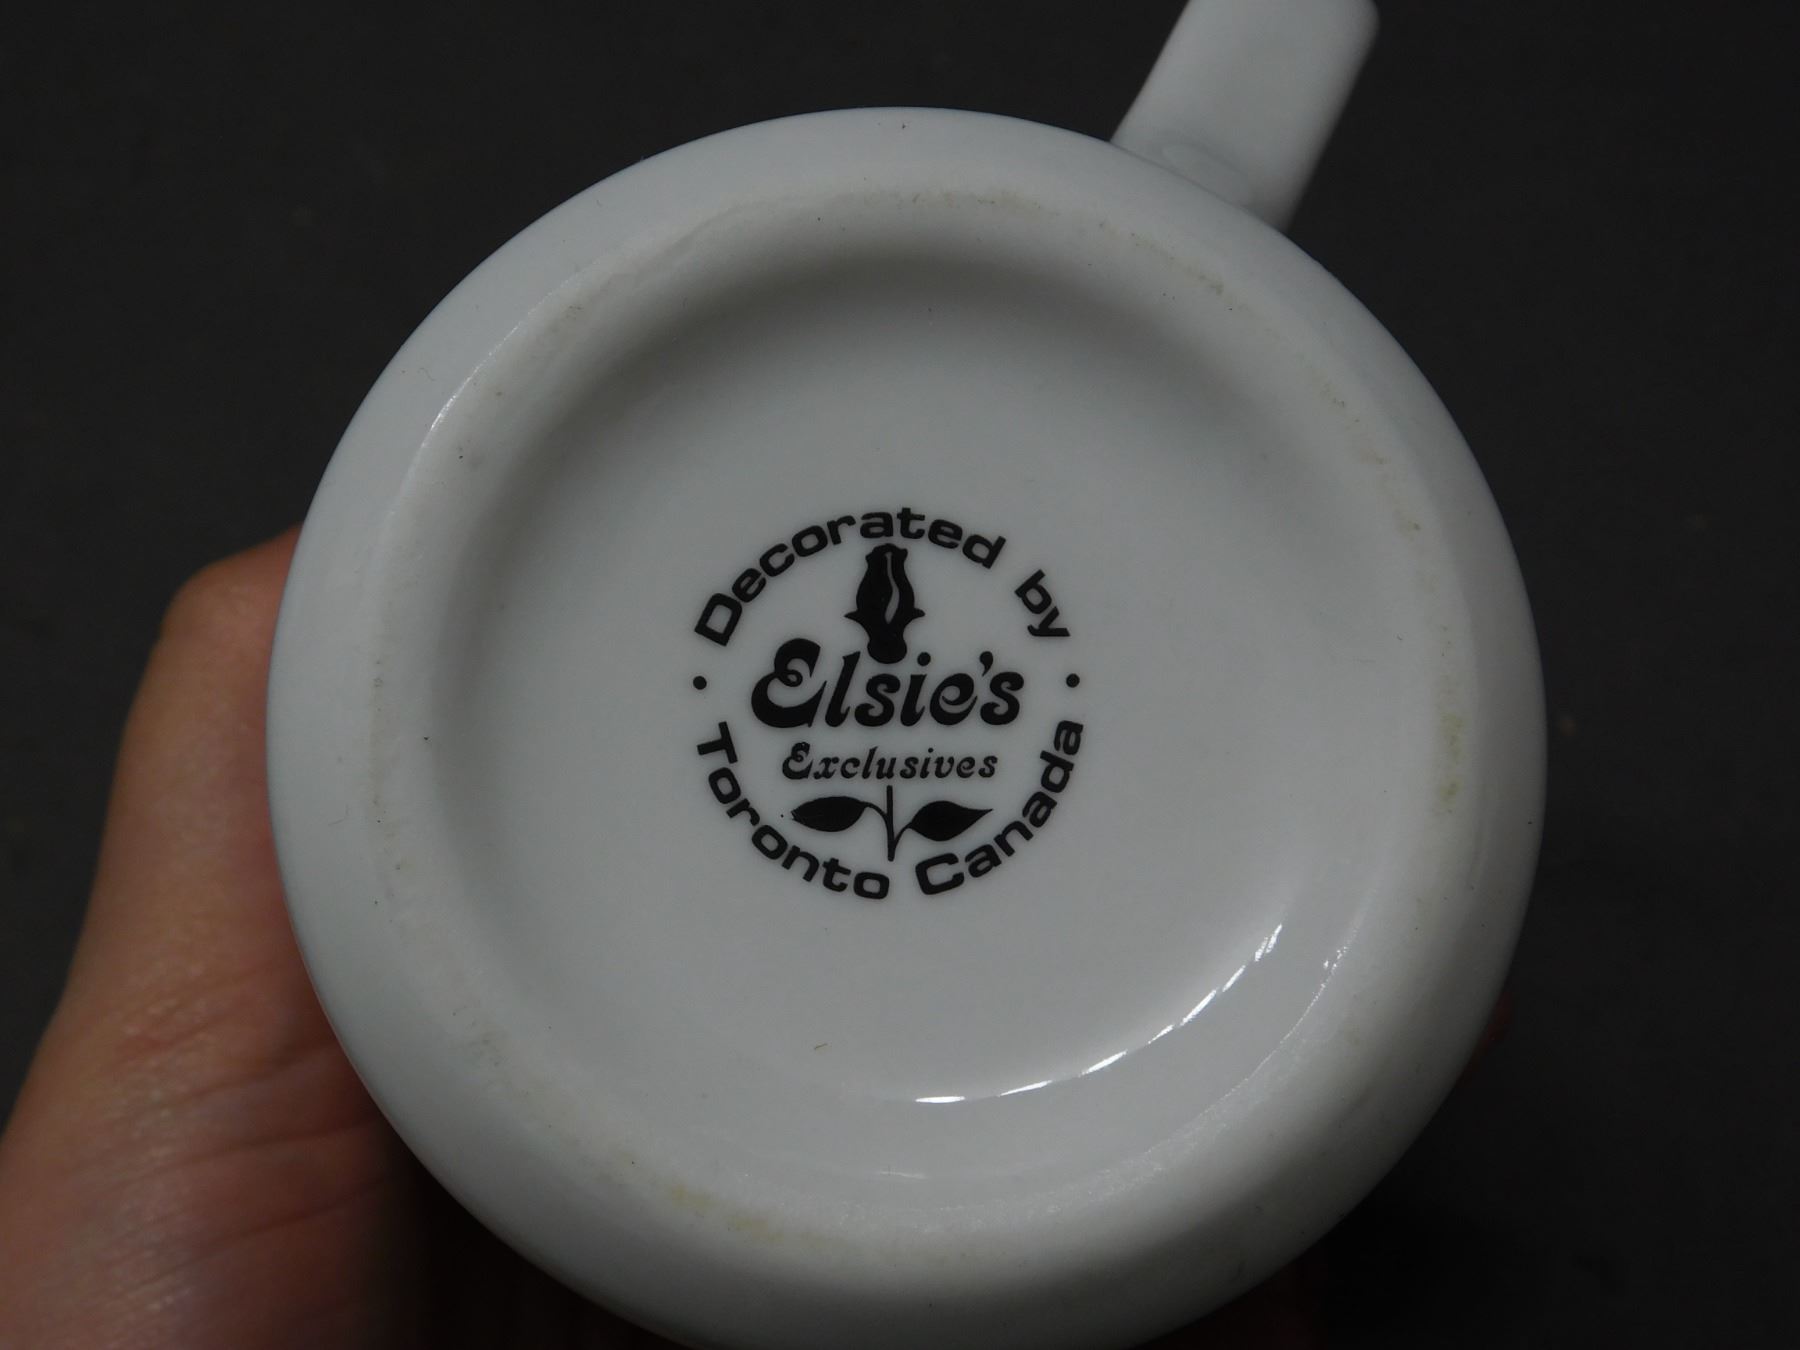 Decorated by
Elsie's
Exclusives
Toronto Canada